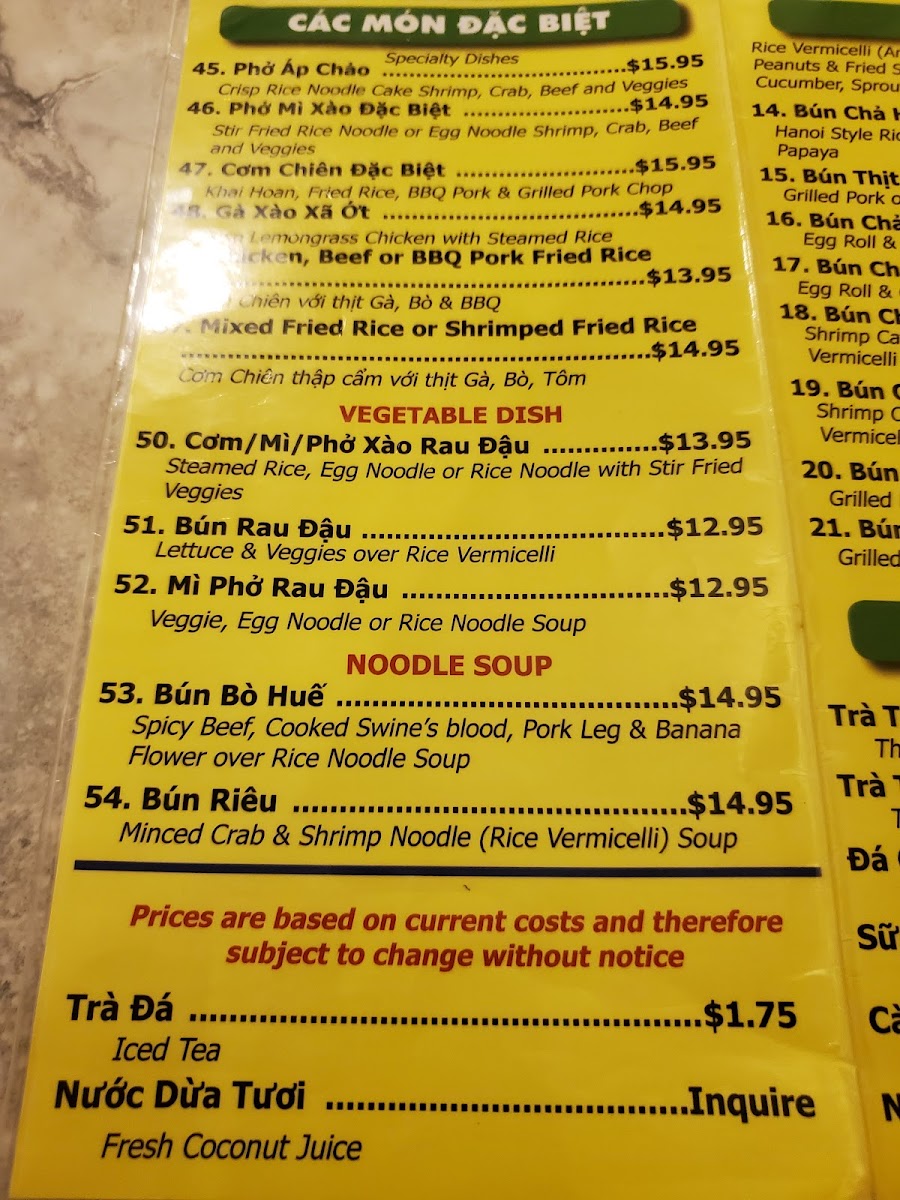 CÁC MÓN ĐẶC BIỆT
Specialty Dishes
45. Phở Áp Chảo ........................................$15.95
Crisp Rice Noodle Cake Shrimp, Crab, Beef and Veggies
46. Phở Mì Xào Đặc Biệt ............................$14.95
Stir Fried Rice Noodle or Egg Noodle Shrimp, Crab, Beef
and Veggies
47. Cơm Chiên Đặc Biệt ............................$15.95
Khai Hoan, Fried Rice, BBQ Pork & Grilled Pork Chop
48. Gà Xào Xã Ớt ........................................$14.95
Lemongrass Chicken with Steamed Rice
Chicken, Beef or BBQ Pork Fried Rice
........................................................$13.95
Chiên với thịt Gà, Bò & BBQ
Mixed Fried Rice or Shrimped Fried Rice
........................................................$14.95
Cơm Chiên thập cẩm với thịt Gà, Bò, Tôm
VEGETABLE DISH
50. Cơm/Mì/Phở Xào Rau Đậu ...............$13.95
Steamed Rice, Egg Noodle or Rice Noodle with Stir Fried
Veggies
51. Bún Rau Đậu ........................................$12.95
Lettuce & Veggies over Rice Vermicelli
52. Mì Phở Rau Đậu .................................$12.95
Veggie, Egg Noodle or Rice Noodle Soup
NOODLE SOUP
53. Bún Bò Huế ........................................$14.95
Spicy Beef, Cooked Swine's blood, Pork Leg & Banana
Flower over Rice Noodle Soup
54. Bún Riêu .............................................$14.95
Minced Crab & Shrimp Noodle (Rice Vermicelli) Soup
Prices are based on current costs and therefore
subject to change without notice
Trà Đá ....................................................$1.75
Iced Tea
Nước Dừa Tươi ......................................Inquire
Fresh Coconut Juice
Rice Vermicelli
Peanuts & Fried
Cucumber,
14. Bún Chả
Hanoi Style
Papaya
15. Bún Thịt
Grilled Pork
16. Bún Chả
Egg Roll &
17. Bún
Egg Roll &
18. Bún
Shrimp
Vermicelli
19. Bún
Shrimp
20. Bún
Grilled
21.
Grilled
Trà
Trà
Đá